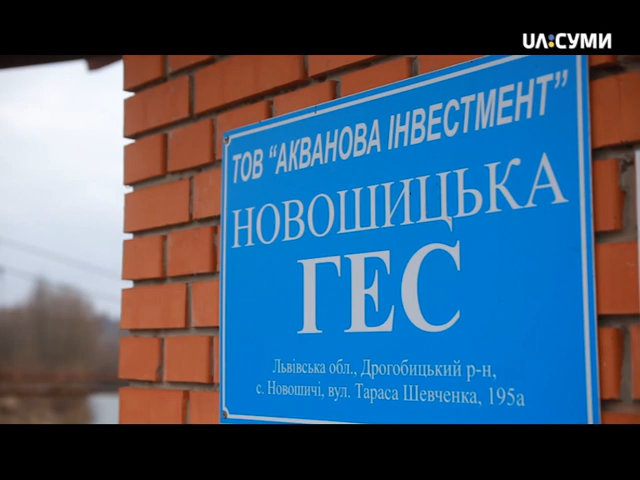 UA:СУМИ
ТОВ “АКВАНОВА ІНВЕСТМЕНТ”
НОВОШИЦЬКА
ГЕС
Львівська обл., Дрогобицький р-н,
с. Новошичі, вул. Тараса Шевченка, 195а